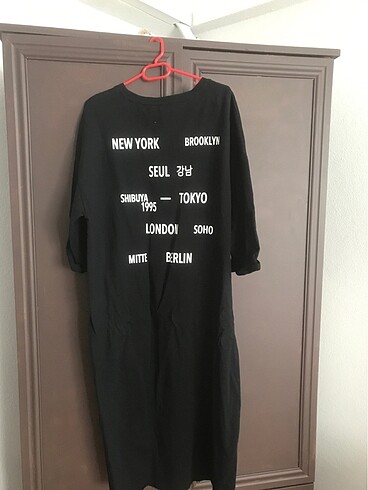 NEW YORK BROOKLYN
SEUL 강남
SHIBUYA — TOKYO
1995
LONDON SOHO
MITTE BERLIN